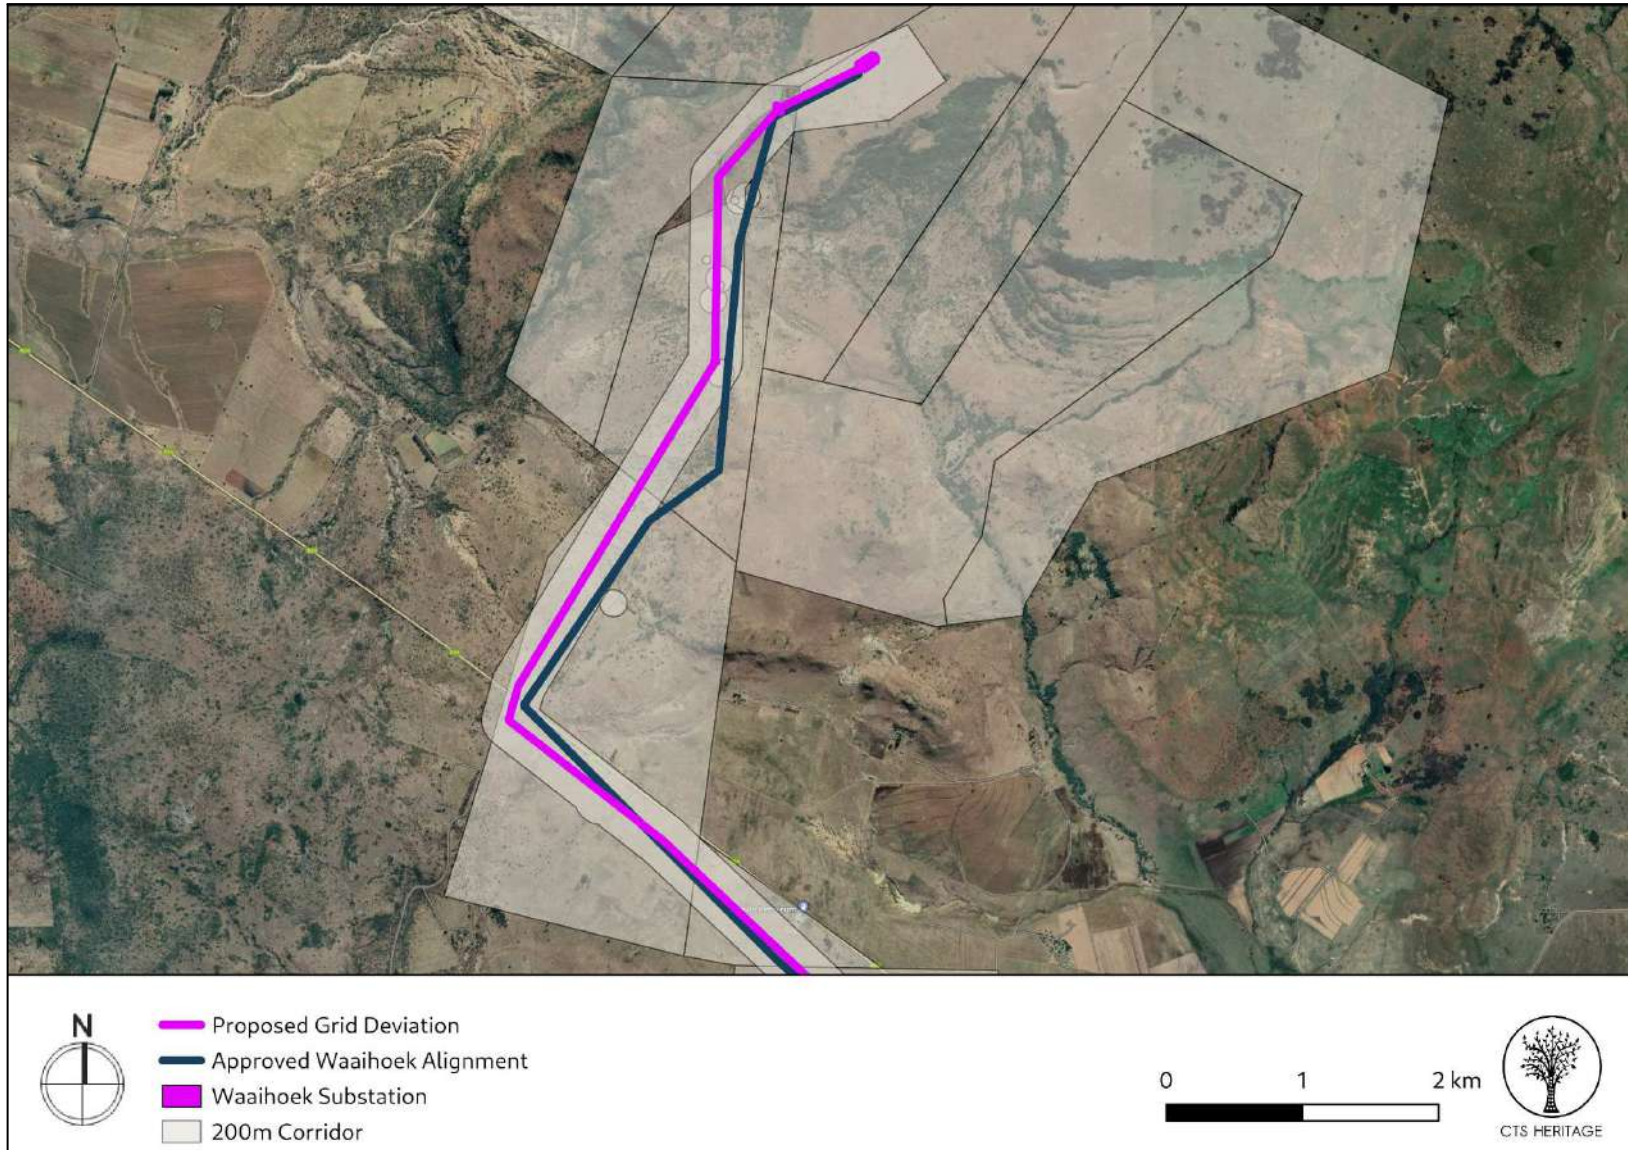 N
Proposed Grid Deviation
Approved Waaihoek Alignment
Waaihoek Substation
200m Corridor
0 1 2 km
CTS HERITAGE